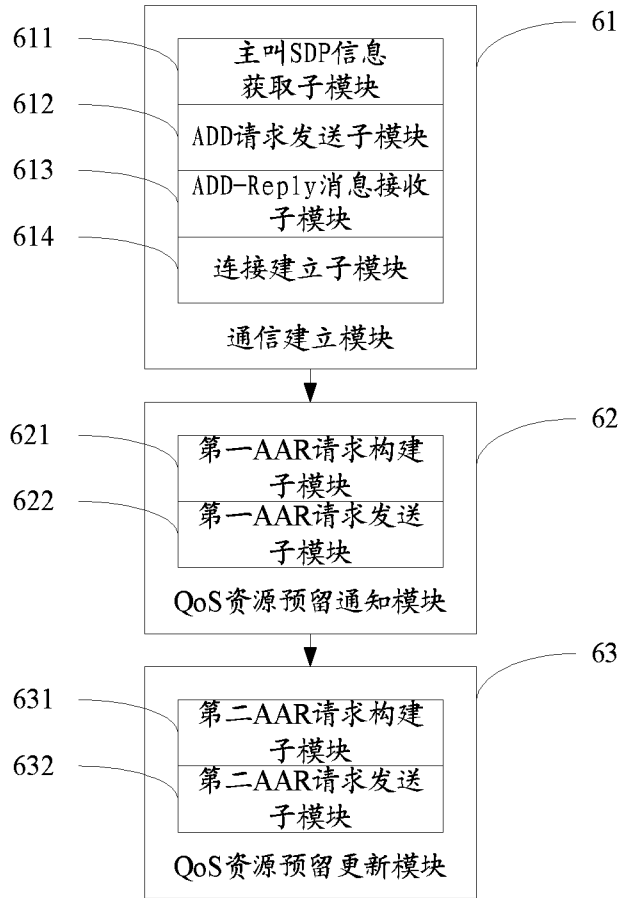 611
主叫SDP信息
获取子模块
61
612
ADD请求发送子模块
613
ADD-Reply消息接收
子模块
614
连接建立子模块
通信建立模块
621
第一AAR请求构建
子模块
62
622
第一AAR请求发送
子模块
QoS资源预留通知模块
631
第二AAR请求构建
子模块
63
632
第二AAR请求发送
子模块
QoS资源预留更新模块